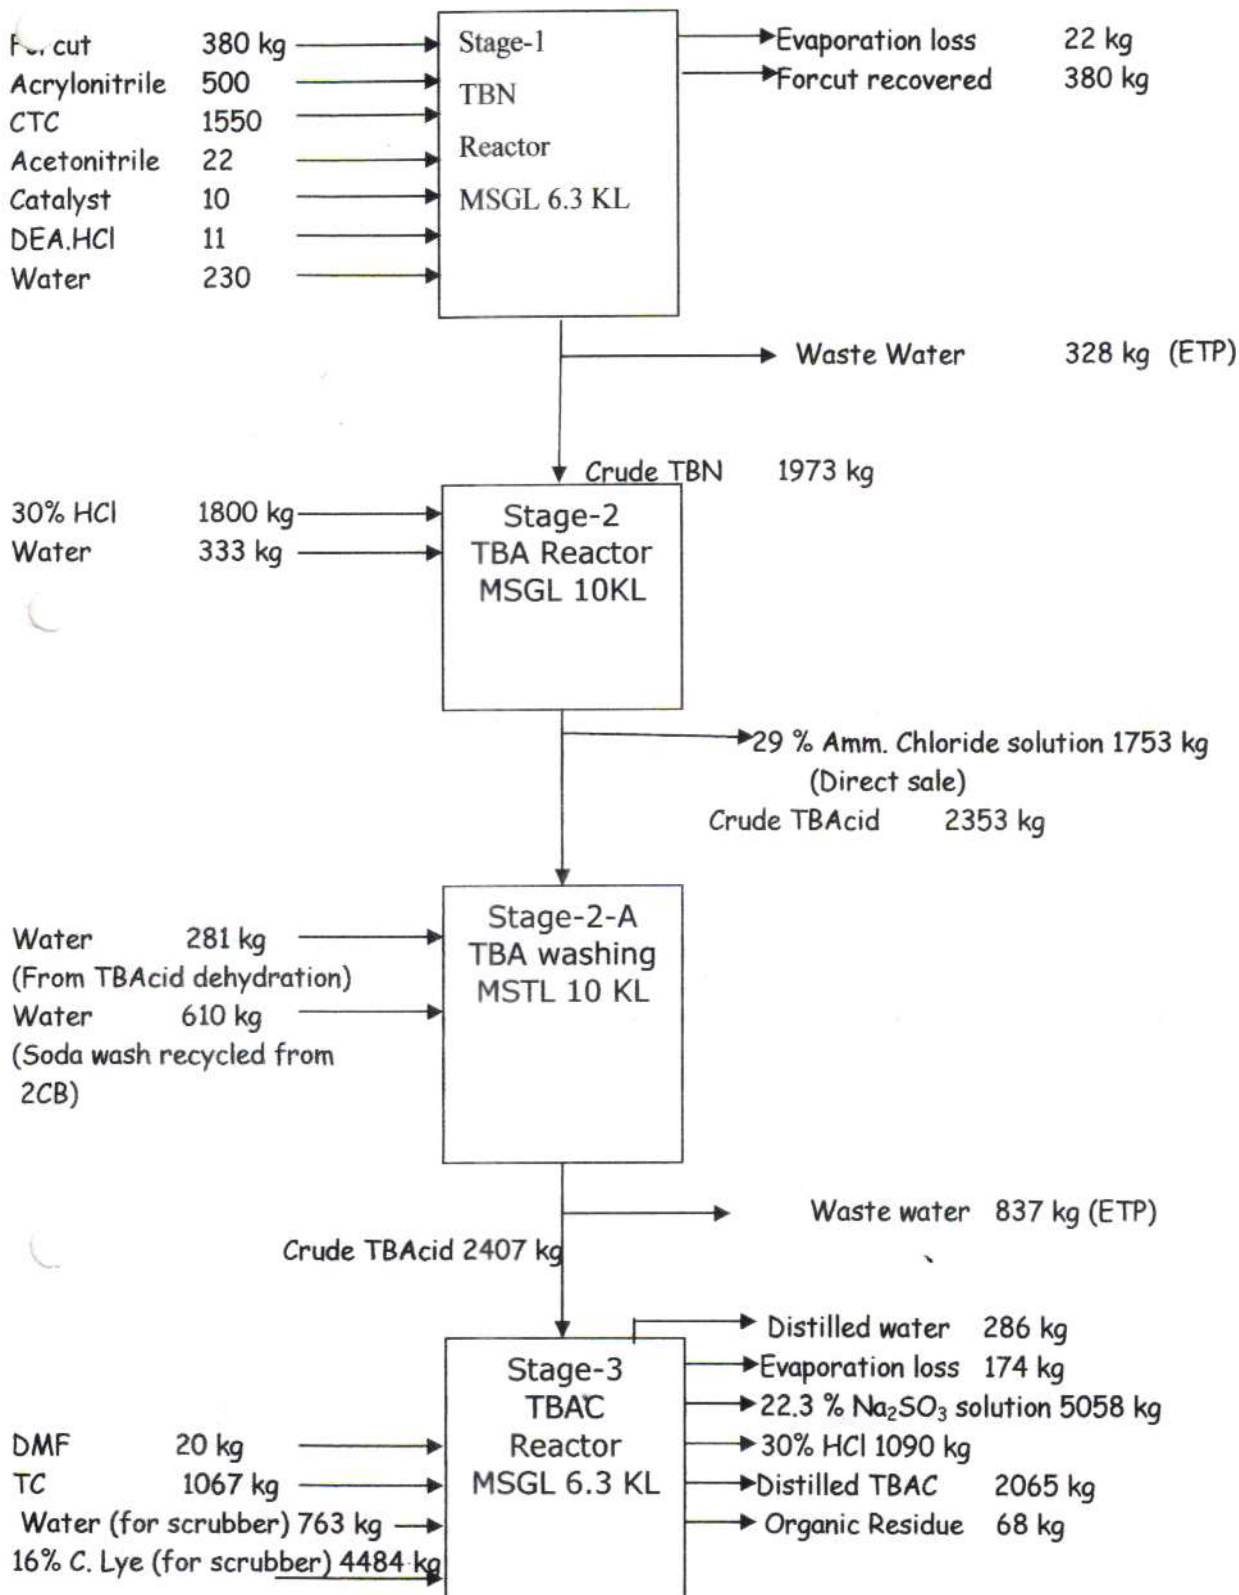 cut 380 kg
Acrylonitrile 500
CTC 1550
Acetonitrile 22
Catalyst 10
DEA.HCl 11
Water 230
Stage-1
TBN
Reactor
MSGL 6.3 KL
Evaporation loss 22 kg
Forcut recovered 380 kg
Waste Water 328 kg (ETP)
Crude TBN 1973 kg
30% HCl 1800 kg
Water 333 kg
Stage-2
TBA Reactor
MSGL 10KL
29 % Amm. Chloride solution 1753 kg
(Direct sale)
Crude TBAcid 2353 kg
Water 281 kg
(From TBAcid dehydration)
Water 610 kg
(Soda wash recycled from
2CB)
Stage-2-A
TBA washing
MSTL 10 KL
Waste water 837 kg (ETP)
Crude TBAcid 2407 kg
DMF 20 kg
TC 1067 kg
Water (for scrubber) 763 kg
16% C. Lye (for scrubber) 4484 kg
Stage-3
TBAC
Reactor
MSGL 6.3 KL
Distilled water 286 kg
Evaporation loss 174 kg
22.3 % Na₂SO₃ solution 5058 kg
30% HCl 1090 kg
Distilled TBAC 2065 kg
Organic Residue 68 kg